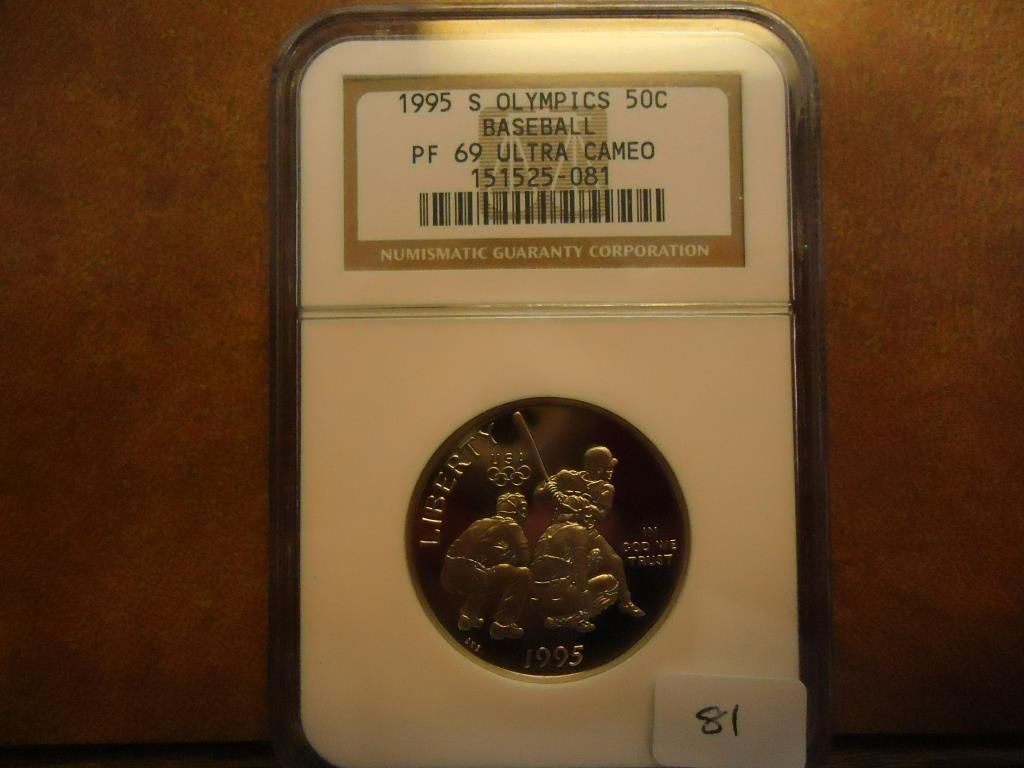 1995 S OLYMPICS 50C
BASEBALL
PF 69 ULTRA CAMEO
151525-081
NUMISMATIC GUARANTY CORPORATION
LIBERTY
USA
IN
GOD WE
TRUST
1995
81